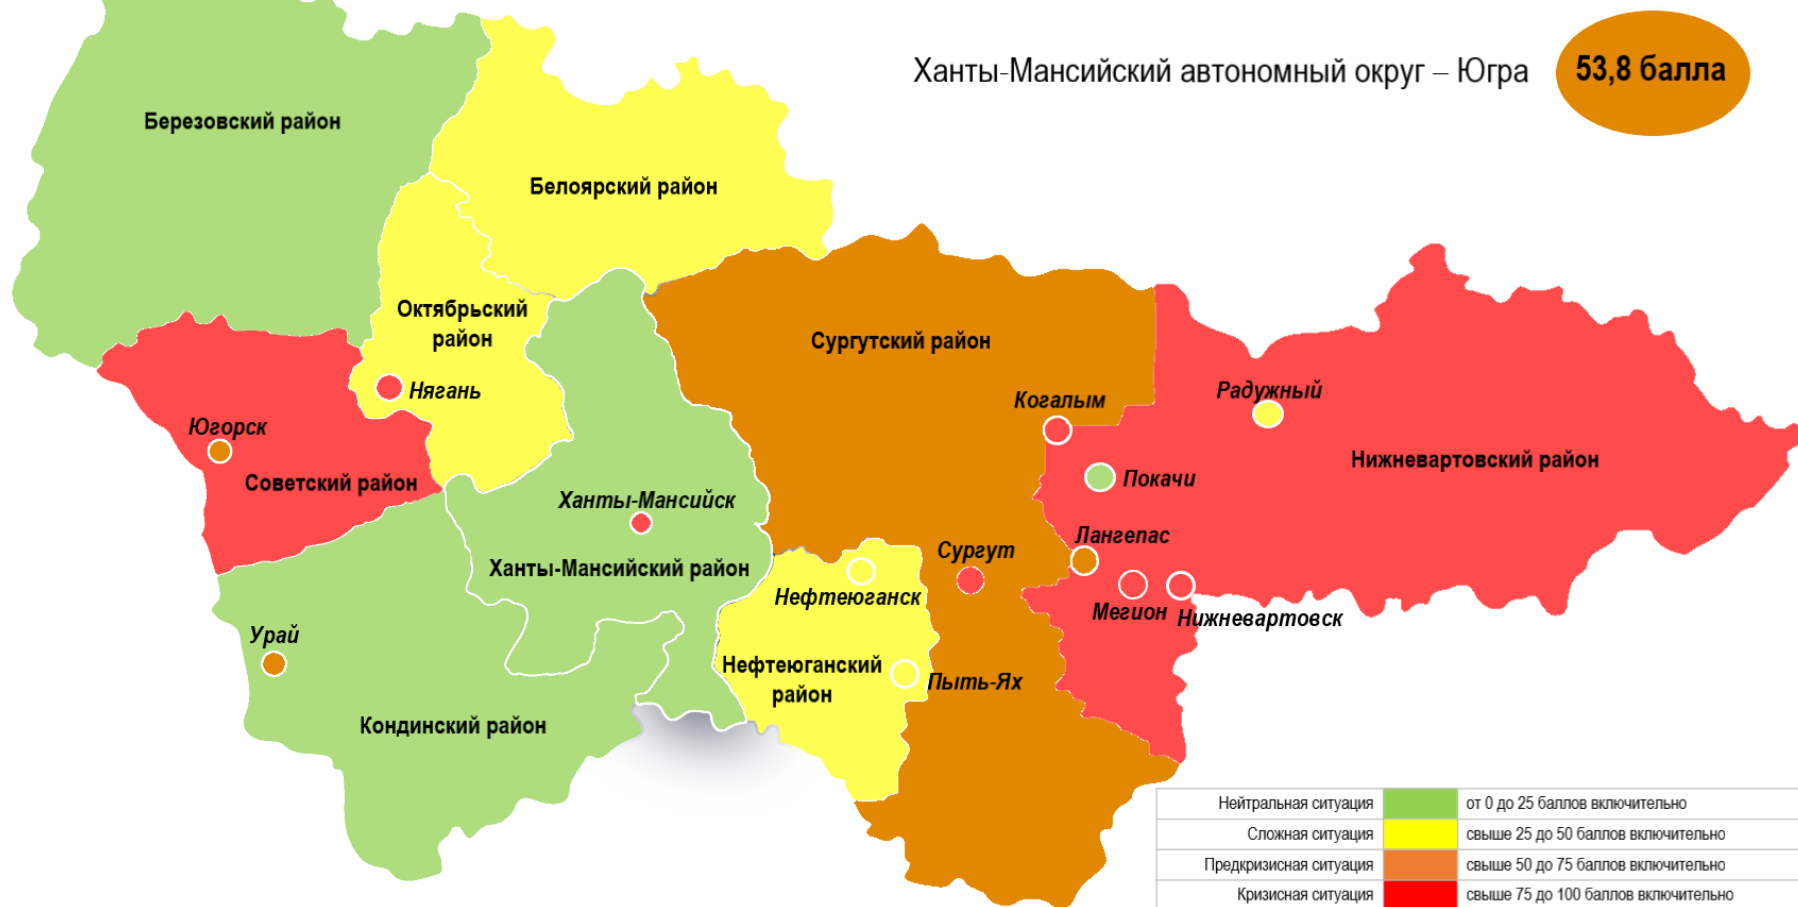 Ханты-Мансийский автономный округ – Югра
53,8 балла
Березовский район
Белоярский район
Октябрьский
район
Нягань
Сургутский район
Когалым
Радужный
Югорск
Советский район
Нижневартовский район
Покачи
Ханты-Мансийск
Лангепас
Сургут
Ханты-Мансийский район
Нефтеюганск
Мегион
Нижневартовск
Урай
Нефтеюганский
район
Пыть-Ях
Кондинский район
Нейтральная ситуация от 0 до 25 баллов включительно
Сложная ситуация свыше 25 до 50 баллов включительно
Предкризисная ситуация свыше 50 до 75 баллов включительно
Кризисная ситуация свыше 75 до 100 баллов включительно